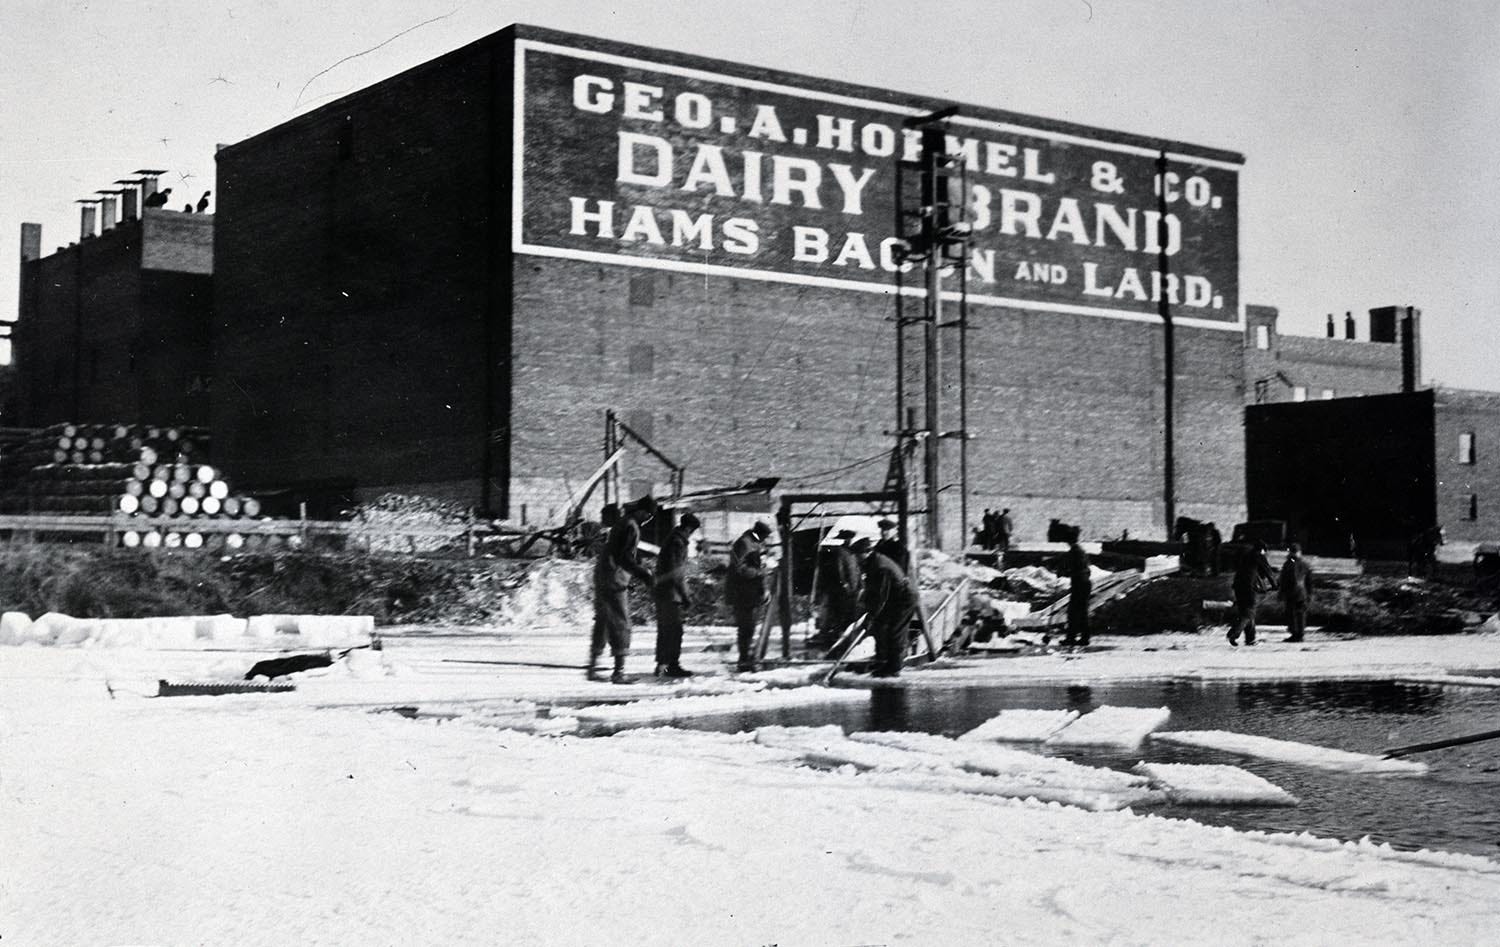 GEO. A. HORMEL & CO.
DAIRY BRAND
HAMS BACON AND LARD.